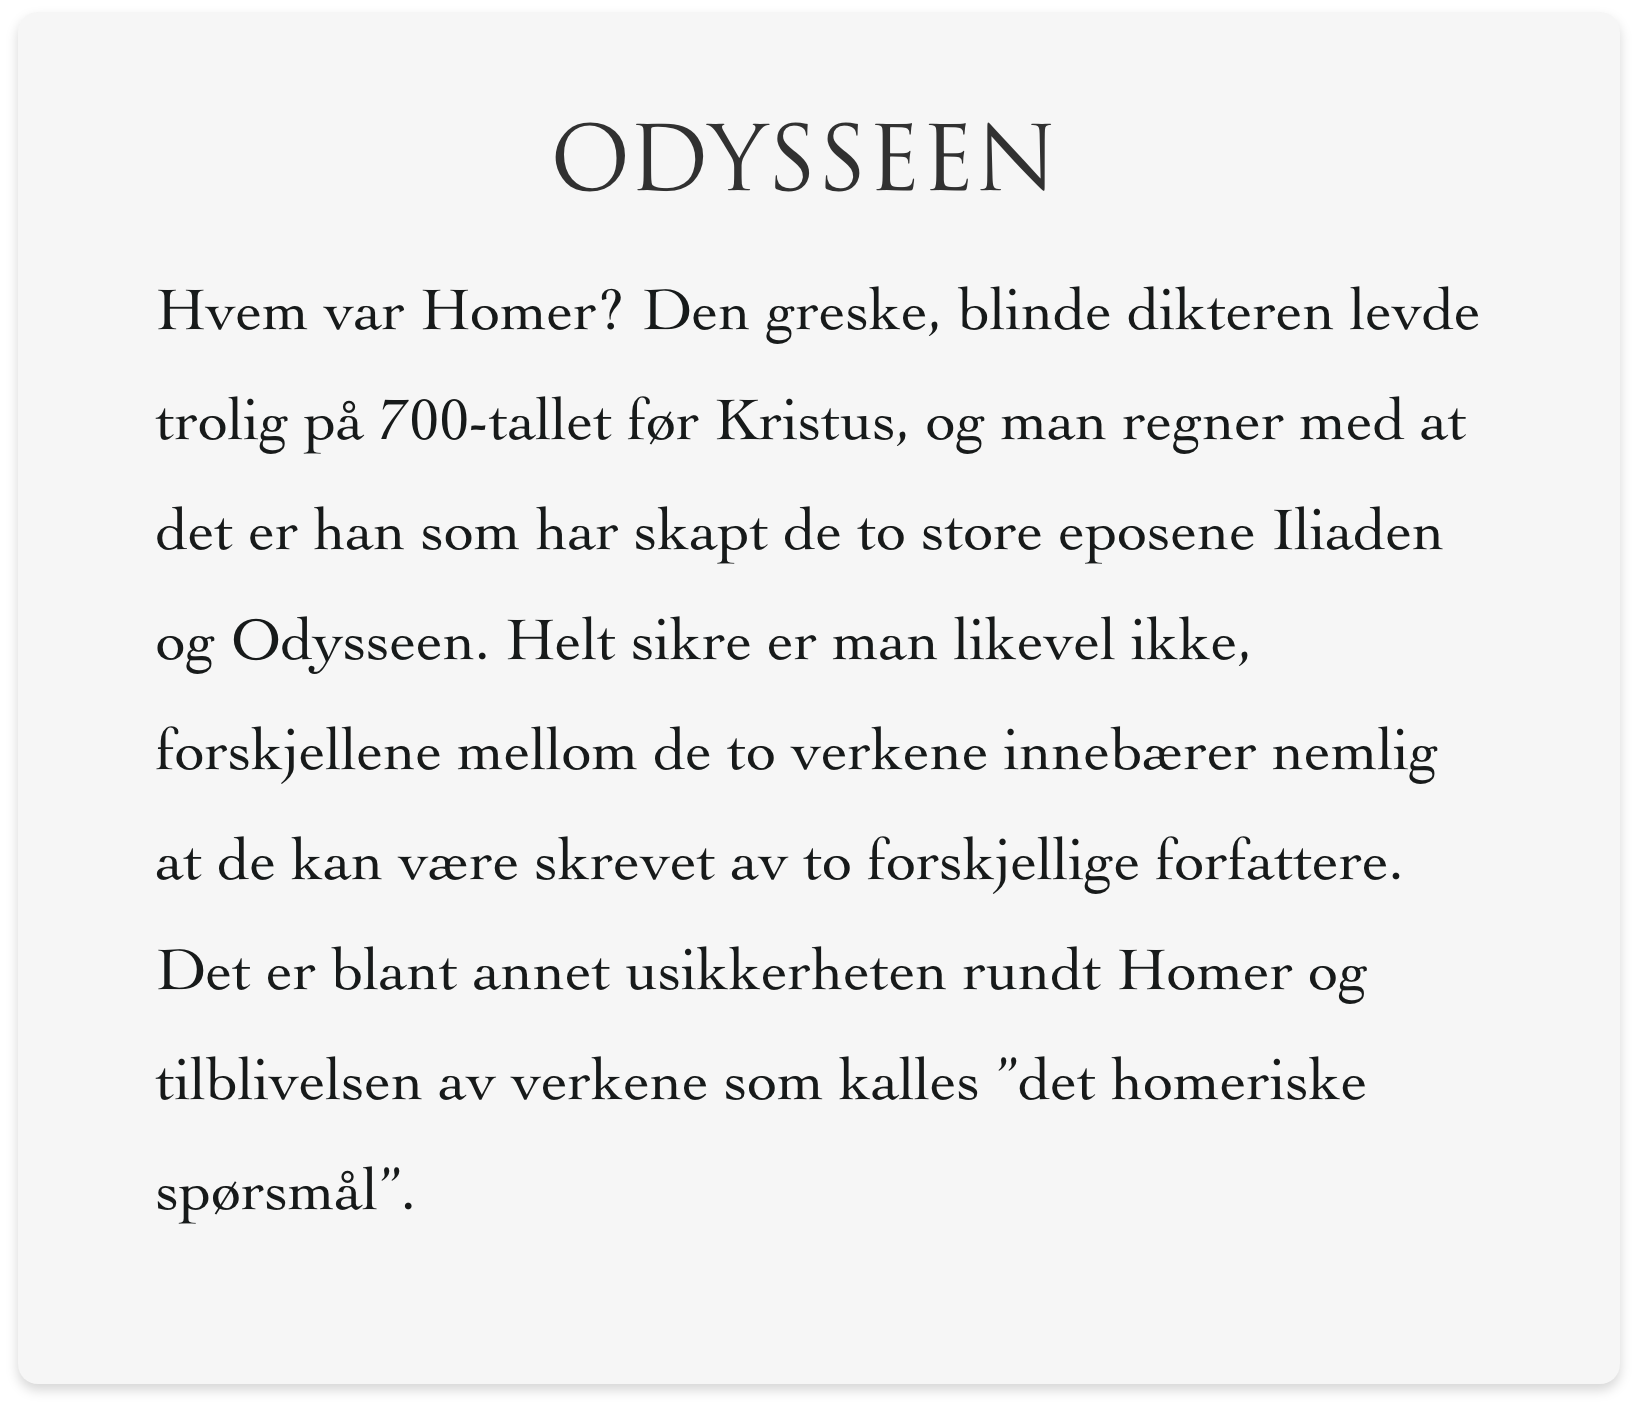 ODYSSEEN
Hvem var Homer? Den greske, blinde dikteren levde
trolig på 700-tallet før Kristus, og man regner med at
det er han som har skapt de to store eposene Iliaden
og Odysseen. Helt sikre er man likevel ikke,
forskjellene mellom de to verkene innebærer nemlig
at de kan være skrevet av to forskjellige forfattere.
Det er blant annet usikkerheten rundt Homer og
tilblivelsen av verkene som kalles ”det homeriske
spørsmål”.